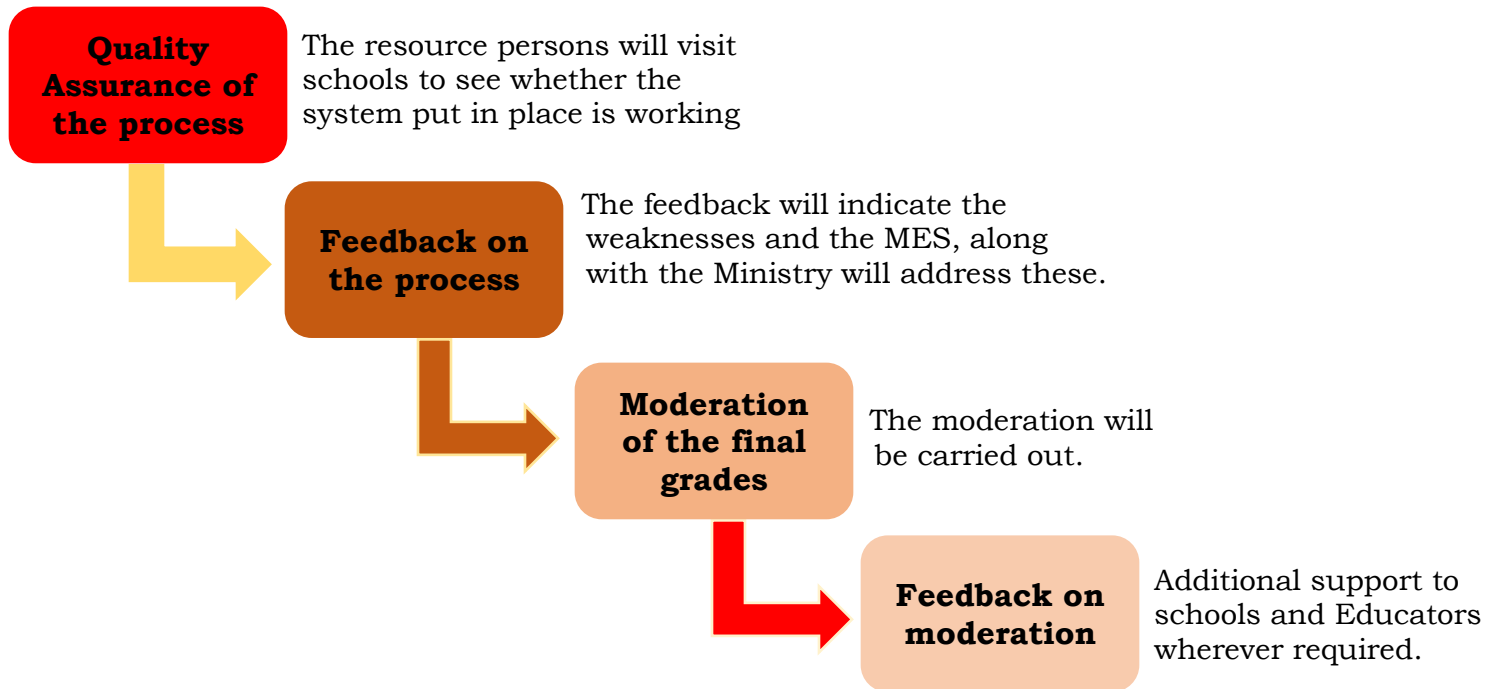 Quality
Assurance of
the process
The resource persons will visit
schools to see whether the
system put in place is working
Feedback on
the process
The feedback will indicate the
weaknesses and the MES, along
with the Ministry will address these.
Moderation
of the final
grades
The moderation will
be carried out.
Feedback on
moderation
Additional support to
schools and Educators
wherever required.